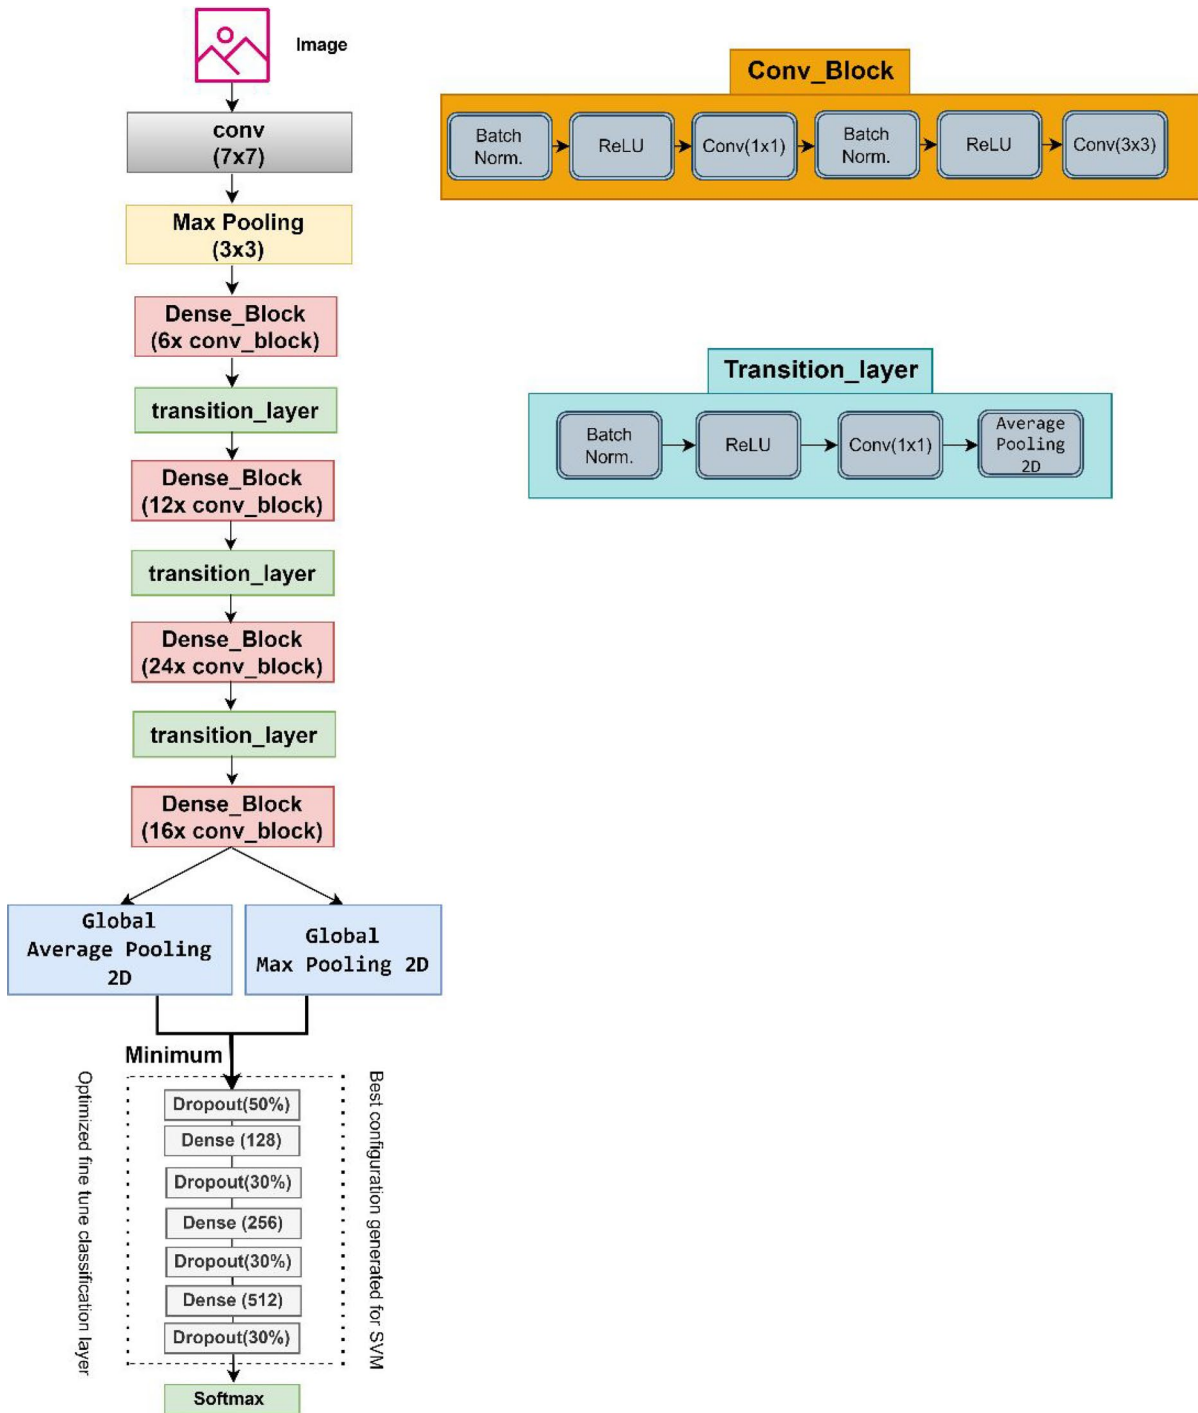 Image
conv
(7x7)
Max Pooling
(3x3)
Dense_Block
(6x conv_block)
transition_layer
Dense_Block
(12x conv_block)
transition_layer
Dense_Block
(24x conv_block)
transition_layer
Dense_Block
(16x conv_block)
Global
Average Pooling
2D
Global
Max Pooling 2D
Minimum
Optimized fine tune classification layer
Dropout(50%)
Dense (128)
Dropout(30%)
Dense (256)
Dropout(30%)
Dense (512)
Dropout(30%)
Best configuration generated for SVM
Softmax
Conv_Block
Batch
Norm.
ReLU
Conv(1x1)
Batch
Norm.
ReLU
Conv(3x3)
Transition_layer
Batch
Norm.
ReLU
Conv(1x1)
Average
Pooling
2D